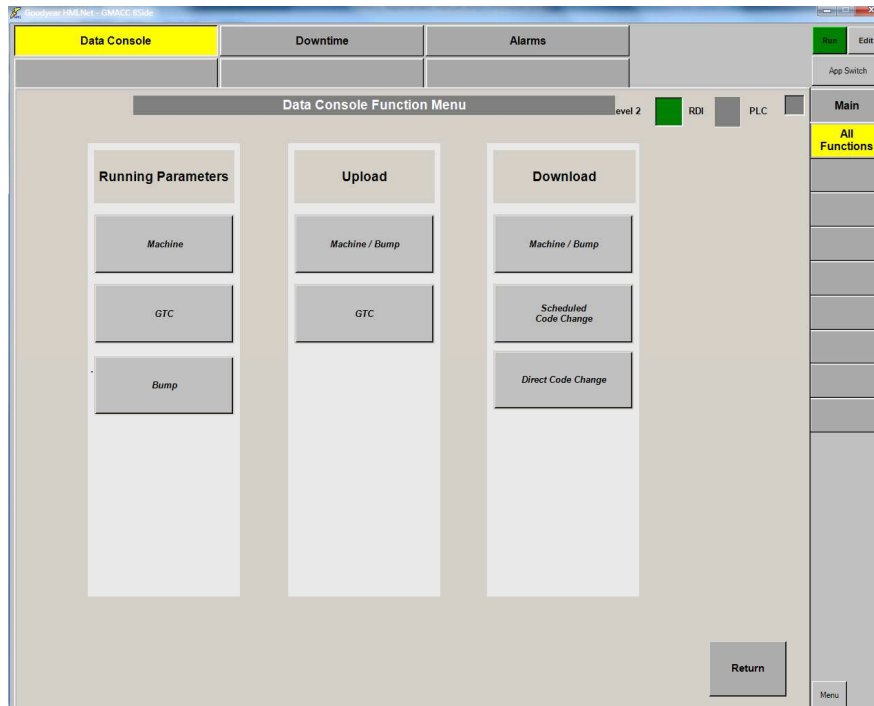 Goodyear HMI.Net - GMACC 8Side
Data Console
Downtime
Alarms
Run
Edit
App Switch
Data Console Function Menu
evel 2
RDI
PLC
Main
All
Functions
Running Parameters
Upload
Download
Machine
Machine / Bump
Machine / Bump
GTC
GTC
Scheduled
Code Change
Bump
Direct Code Change
Return
Menu